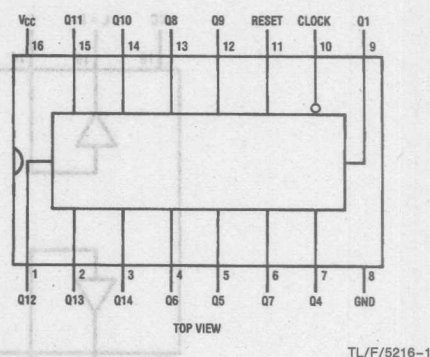 VCC Q11 Q10 Q8 Q9 RESET CLOCK Q1
16 15 14 13 12 11 10 9
1 2 3 4 5 6 7 8
Q12 Q13 Q14 Q6 Q5 Q7 Q4 GND
TOP VIEW
TL/F/5216-1